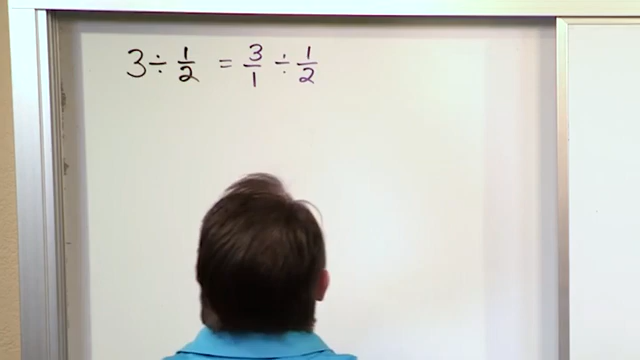 3 ÷ 1/2 = 3/1 ÷ 1/2